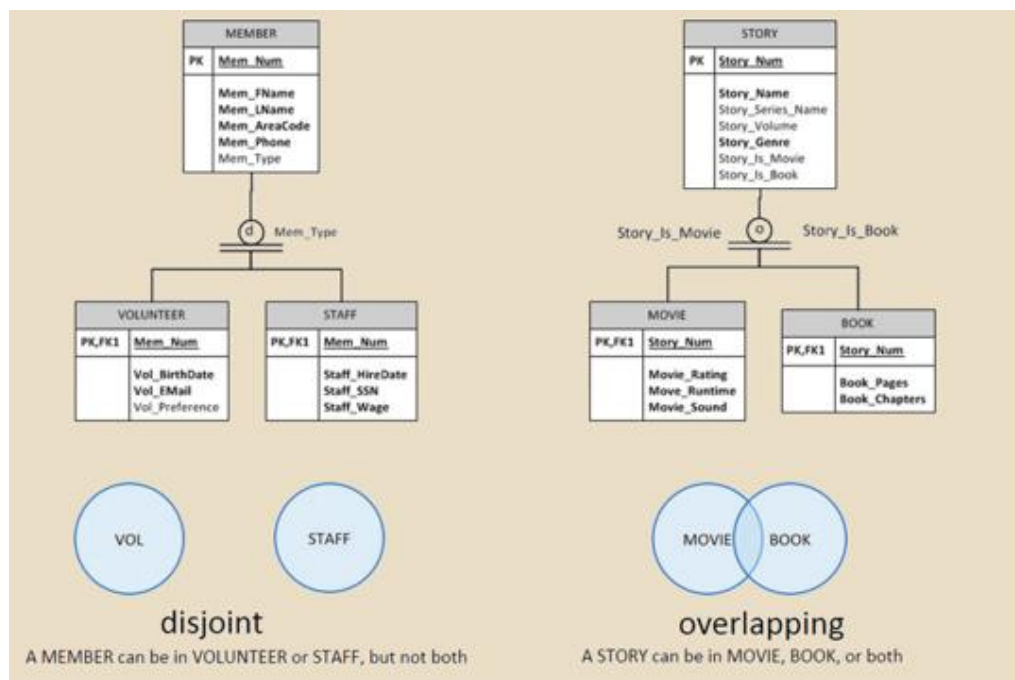 MEMBER
PK Mem_Num
Mem_FName
Mem_LName
Mem_AreaCode
Mem_Phone
Mem_Type
d Mem_Type
VOLUNTEER
PK,FK1 Mem_Num
Vol_BirthDate
Vol_EMail
Vol_Preference
STAFF
PK,FK1 Mem_Num
Staff_HireDate
Staff_SSN
Staff_Wage
VOL
STAFF
disjoint
A MEMBER can be in VOLUNTEER or STAFF, but not both
STORY
PK Story_Num
Story_Name
Story_Series_Name
Story_Volume
Story_Genre
Story_Is_Movie
Story_Is_Book
Story_Is_Movie o Story_Is_Book
MOVIE
PK,FK1 Story_Num
Movie_Rating
Move_Runtime
Movie_Sound
BOOK
PK,FK1 Story_Num
Book_Pages
Book_Chapters
MOVIE BOOK
overlapping
A STORY can be in MOVIE, BOOK, or both